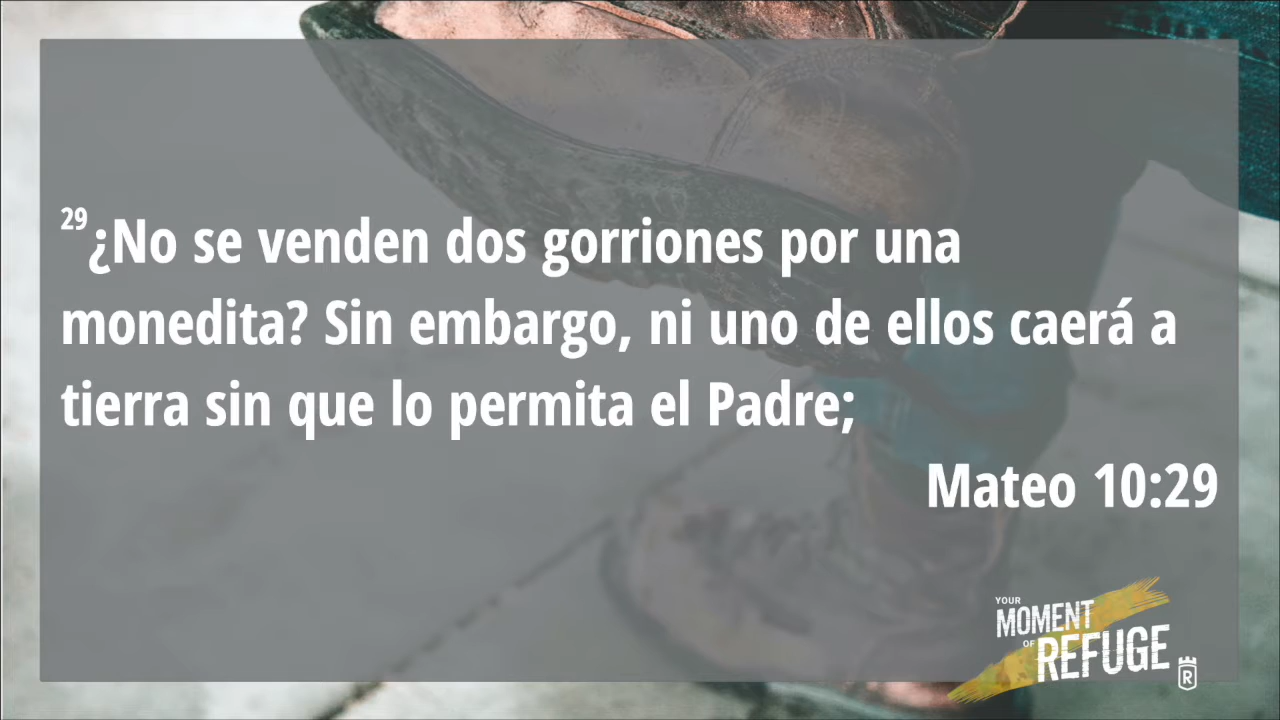 29¿No se venden dos gorriones por una
monedita? Sin embargo, ni uno de ellos caerá a
tierra sin que lo permita el Padre;
Mateo 10:29
YOUR
MOMENT
OF REFUGE
R